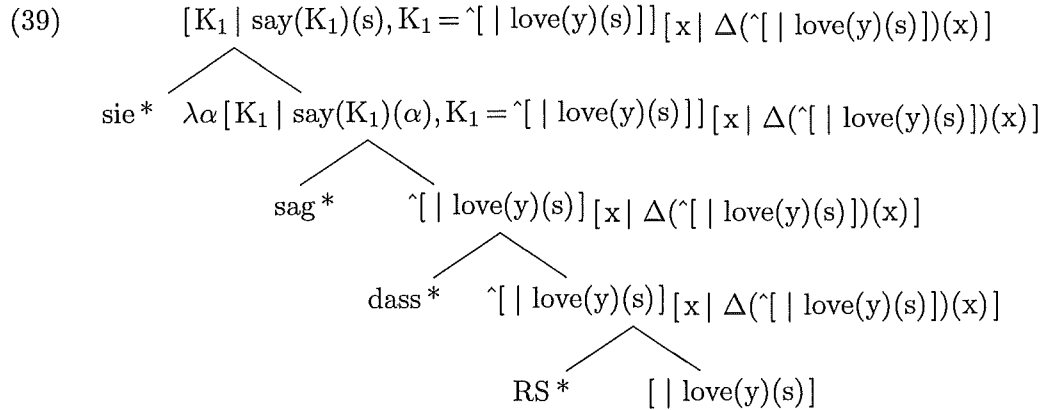 (39) [K₁ | say(K₁)(s), K₁ = ^[ | love(y)(s)]] [x | Δ(^[ | love(y)(s)])(x)]
sie * λα [K₁ | say(K₁)(α), K₁ = ^[ | love(y)(s)]] [x | Δ(^[ | love(y)(s)])(x)]
sag * ^[ | love(y)(s)] [x | Δ(^[ | love(y)(s)])(x)]
dass * ^[ | love(y)(s)] [x | Δ(^[ | love(y)(s)])(x)]
RS * [ | love(y)(s)]